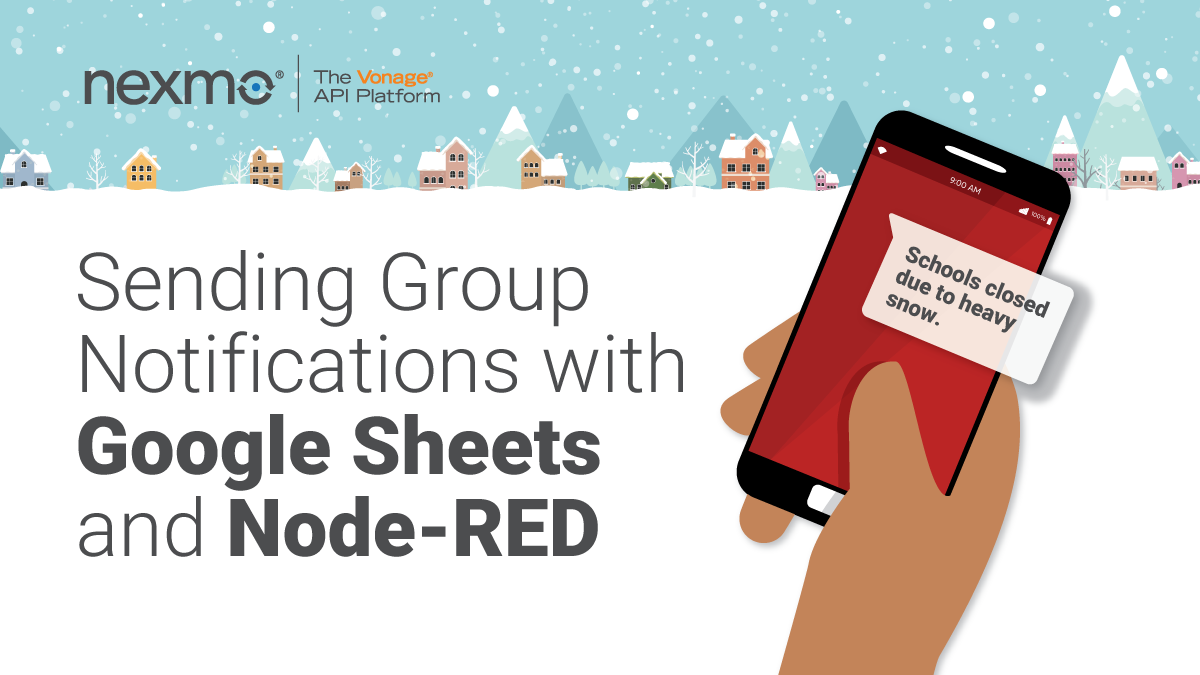 nexmo®
The Vonage®
API Platform
9:00 AM
100%
Schools closed
due to heavy
snow.
Sending Group
Notifications with
Google Sheets
and Node-RED